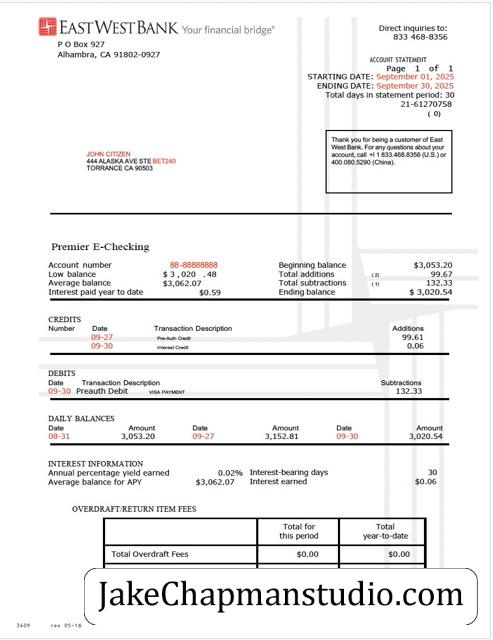 EASTWESTBANK Your financial bridge®
P O Box 927
Alhambra, CA 91802-0927
Direct inquiries to:
833 468-8356
ACCOUNT STATEMENT
Page 1 of 1
STARTING DATE: September 01, 2025
ENDING DATE: September 30, 2025
Total days in statement period: 30
21-61270758
( 0)
JOHN CITIZEN
444 ALASKA AVE STE BET240
TORRANCE CA 90503
Thank you for being a customer of East
West Bank. For any questions about your
account, call +l 1 833.468.8356 (U.S.) or
400.080.5290 (China).
Premier E-Checking
Account number 88-88888888 Beginning balance $3,053.20
Low balance $ 3 , 020 .48 Total additions (2) 99.67
Average balance $3,062.07 Total subtractions (1) 132.33
Interest paid year to date $0.59 Ending balance $ 3,020.54
CREDITS
Number Date Transaction Description Additions
09-27 Pre-Auth Credit 99.61
09-30 Interest Credit 0.06
DEBITS
Date Transaction Description Subtractions
09-30 Preauth Debit VISA PAYMENT 132.33
DAILY BALANCES
Date Amount Date Amount Date Amount
08-31 3,053.20 09-27 3,152.81 09-30 3,020.54
INTEREST INFORMATION
Annual percentage yield earned 0.02% Interest-bearing days 30
Average balance for APY $3,062.07 Interest earned $0.06
OVERDRAFT/RETURN ITEM FEES
Total for Total
this period year-to-date
Total Overdraft Fees $0.00 $0.00
JakeChapmanstudio.com
3409 rev 05-16